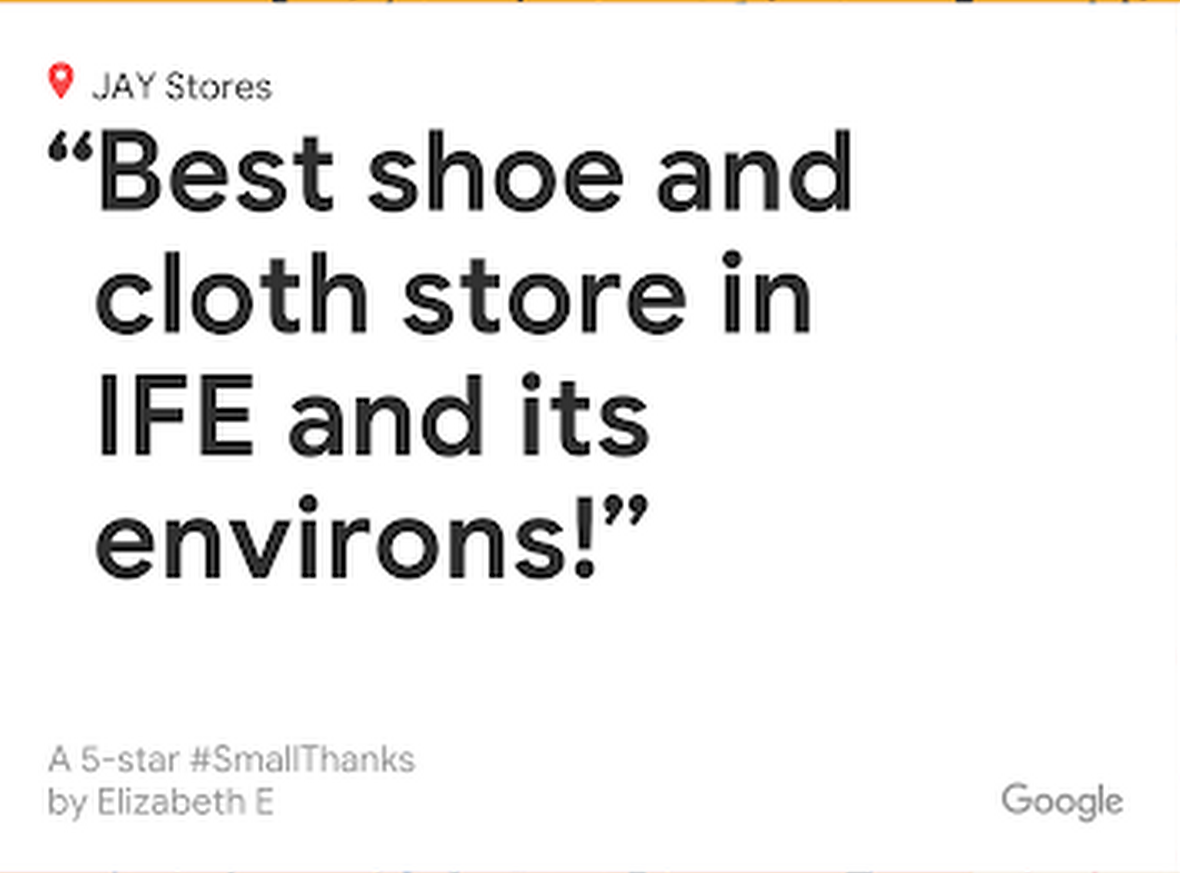 JAY Stores
“Best shoe and
cloth store in
IFE and its
environs!”
A 5-star #SmallThanks
by Elizabeth E
Google